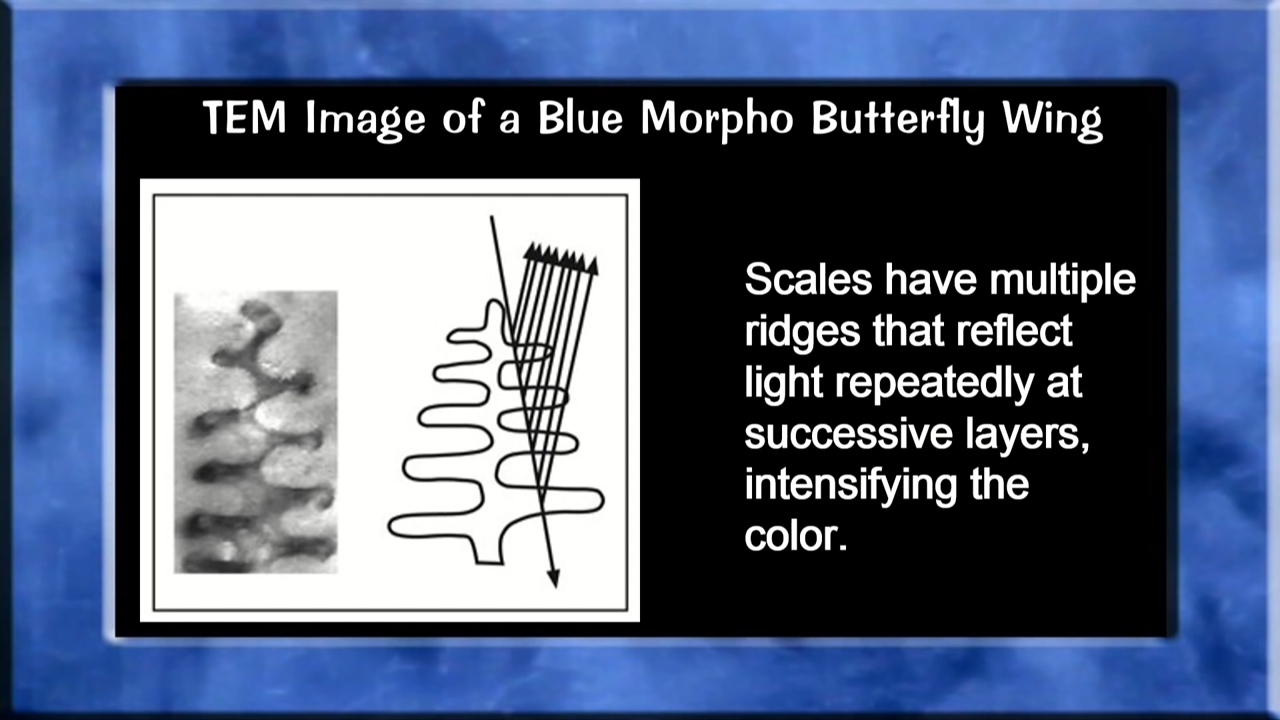 TEM Image of a Blue Morpho Butterfly Wing
Scales have multiple
ridges that reflect
light repeatedly at
successive layers,
intensifying the
color.